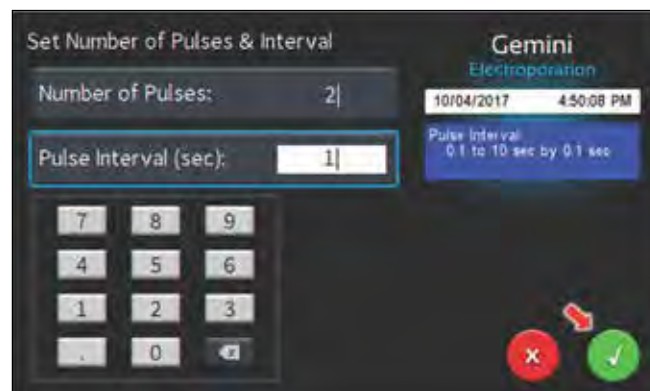 Set Number of Pulses & Interval
Gemini
Electroporation
Number of Pulses: 2
10/04/2017 4:50:08 PM
Pulse Interval
0.1 to 10 sec by 0.1 sec
Pulse Interval (sec): 1
7 8 9
4 5 6
1 2 3
. 0